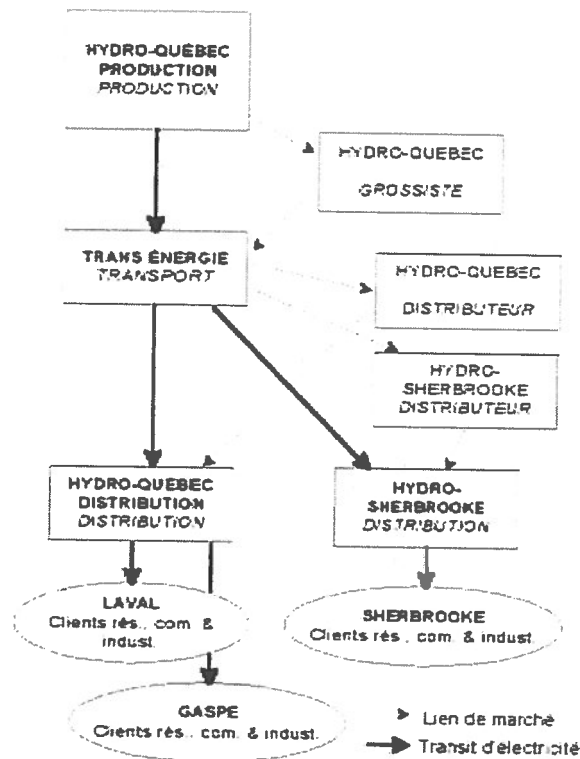 HYDRO-QUÉBEC
PRODUCTION
PRODUCTION
HYDRO-QUEBEC
GROSSISTE
TRANS ÉNERGIE
TRANSPORT
HYDRO-QUEBEC
DISTRIBUTEUR
HYDRO-
SHERBROOKE
DISTRIBUTEUR
HYDRO-QUÉBEC
DISTRIBUTION
DISTRIBUTION
HYDRO-
SHERBROOKE
DISTRIBUTION
LAVAL
Clients rés., com. &
indust.
SHERBROOKE
Clients rés., com. & indust.
GASPE
Clients rés., com. & indust.
Lien de marché
Transit d'électricité